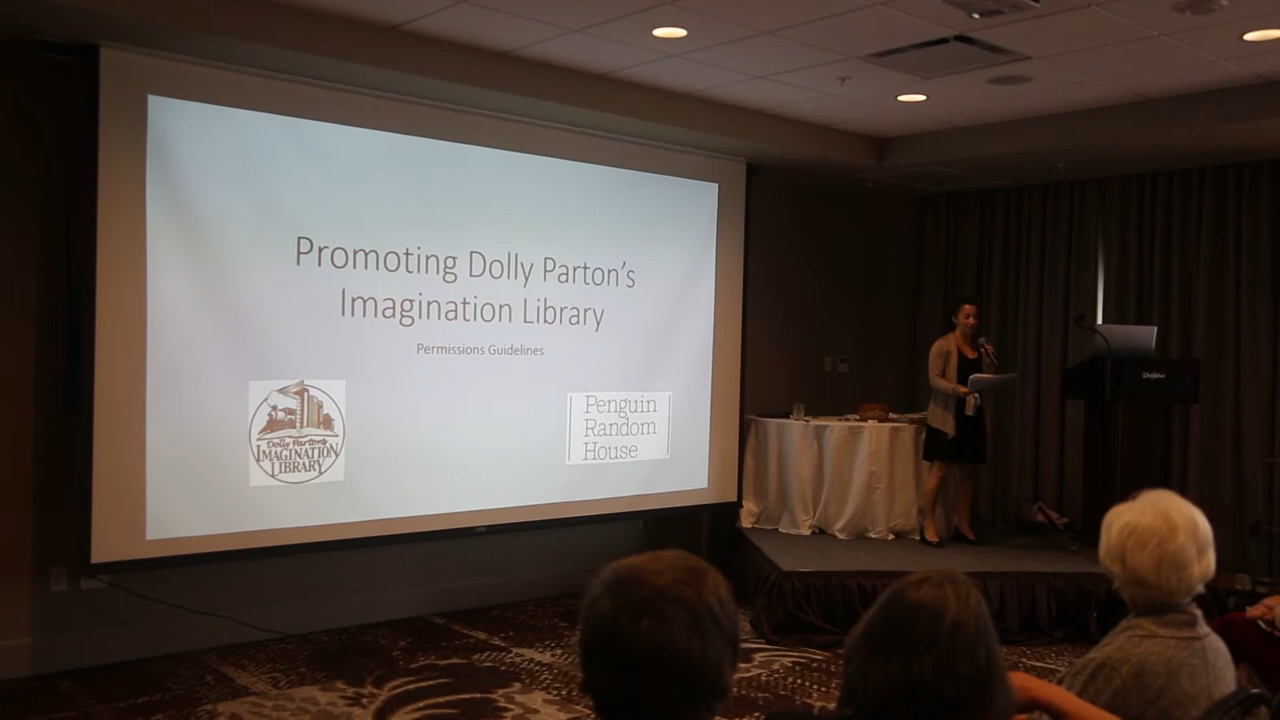 Promoting Dolly Parton's
Imagination Library
Permissions Guidelines
Dolly Parton's
IMAGINATION
LIBRARY
Penguin
Random
House